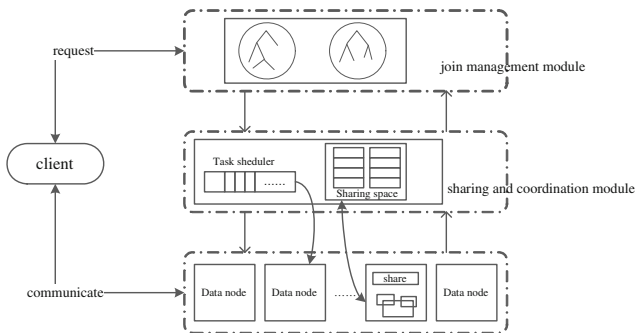 request
join management module
client
Task sheduler
......
Sharing space
sharing and coordination module
communicate
Data node
Data node
......
share
Data node